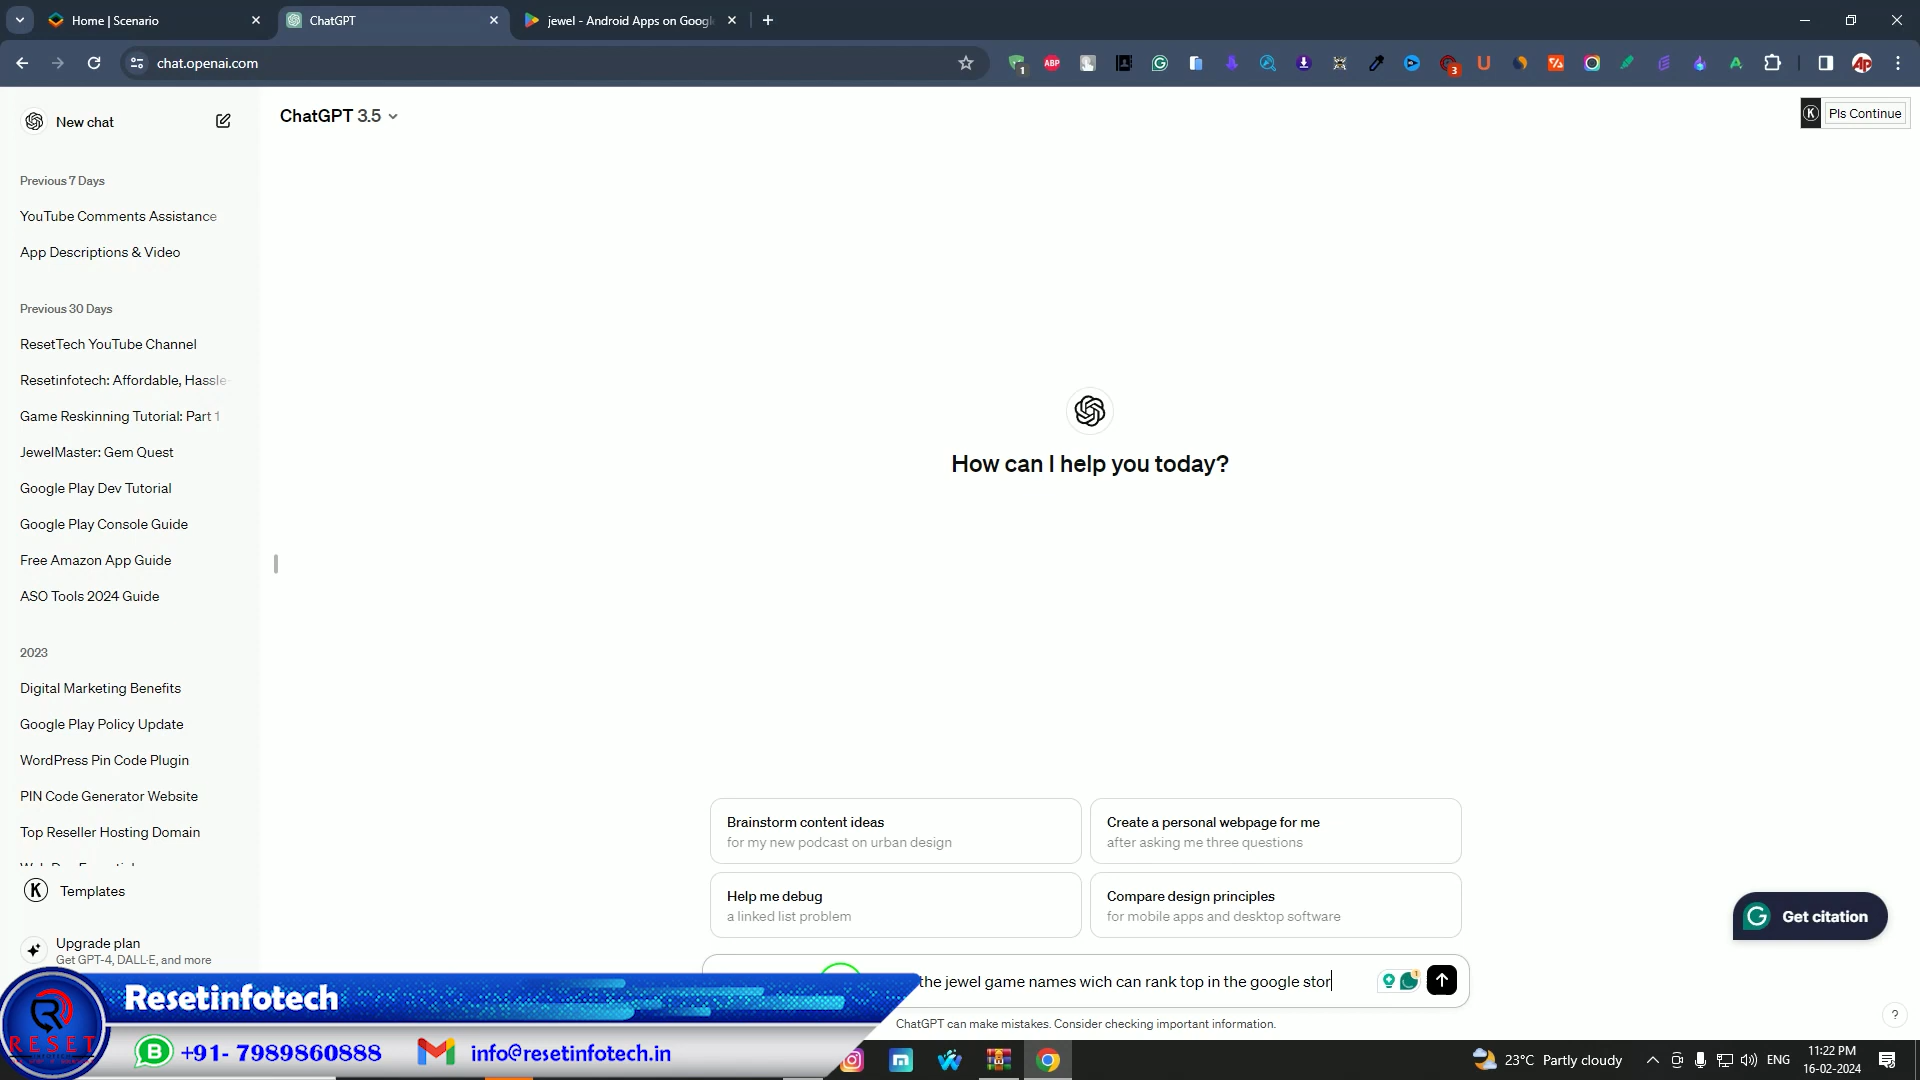 Home | Scenario
ChatGPT
jewel - Android Apps on Googl
chat.openai.com
1
ABP
3
AP
New chat
ChatGPT 3.5
K
Pls Continue
Previous 7 Days
YouTube Comments Assistance
App Descriptions & Video
Previous 30 Days
ResetTech YouTube Channel
Resetinfotech: Affordable, Hassle-
Game Reskinning Tutorial: Part 1
JewelMaster: Gem Quest
Google Play Dev Tutorial
Google Play Console Guide
Free Amazon App Guide
ASO Tools 2024 Guide
2023
Digital Marketing Benefits
Google Play Policy Update
WordPress Pin Code Plugin
PIN Code Generator Website
Top Reseller Hosting Domain
K
Templates
Upgrade plan
Get GPT-4, DALL·E, and more
How can I help you today?
Brainstorm content ideas
for my new podcast on urban design
Create a personal webpage for me
after asking me three questions
Help me debug
a linked list problem
Compare design principles
for mobile apps and desktop software
Get citation
the jewel game names wich can rank top in the google stor
ChatGPT can make mistakes. Consider checking important information.
?
Resetinfotech
RESET
+91- 7989860888
info@resetinfotech.in
23°C Partly cloudy
ENG
11:22 PM
16-02-2024